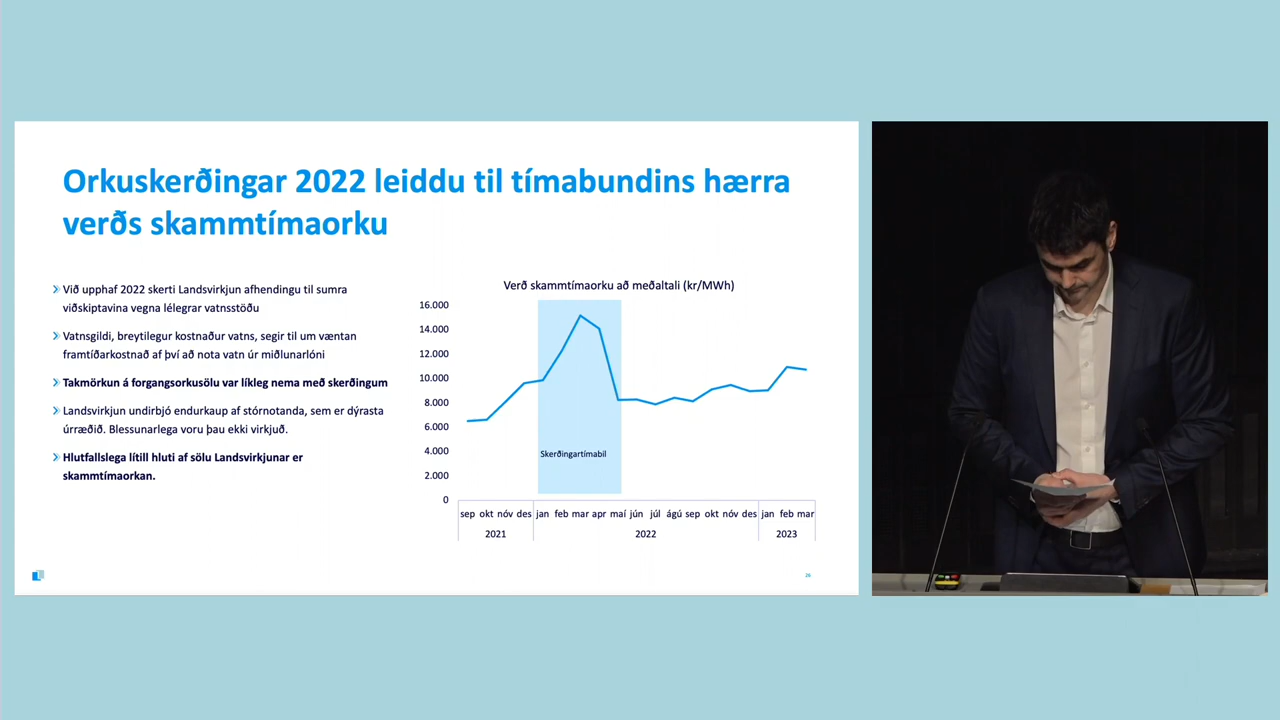 Orkuskerðingar 2022 leiddu til tímabundins hærra
verðs skammtímaorku
Við upphaf 2022 skerti Landsvirkjun afhendingu til sumra
viðskiptavina vegna lélegrar vatnsstöðu
Vatnsgildi, breytilegur kostnaður vatns, segir til um væntan
framtíðarkostnað af því að nota vatn úr miðlunarlóni
Takmörkun á forgangsorkusölu var líkleg nema með skerðingum
Landsvirkjun undirbjó endurkaup af stórnotanda, sem er dýrasta
úrræðið. Blessunarlega voru þau ekki virkjuð.
Hlutfallslega lítill hluti af sölu Landsvirkjunar er
skammtímaorkan.
Verð skammtímaorku að meðaltali (kr/MWh)
16.000
14.000
12.000
10.000
8.000
6.000
4.000
2.000
0
Skerðingartímabil
sep okt nóv des jan feb mar apr maí jún júl ágú sep okt nóv des jan feb mar
2021 2022 2023
26